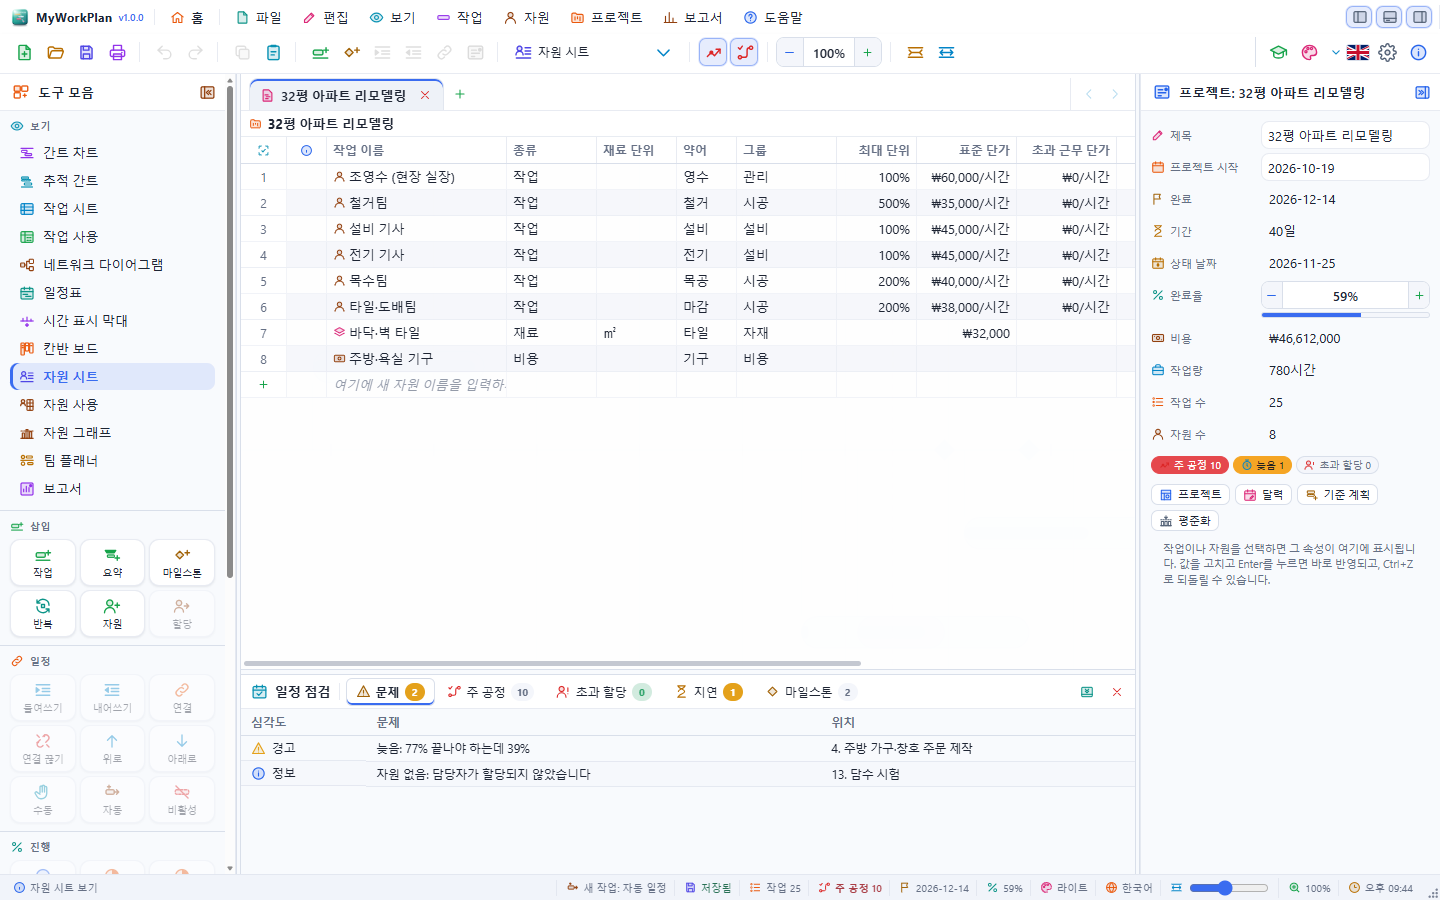 MyWorkPlan v1.0.0 홈 파일 편집 보기 작업 자원 프로젝트 보고서 도움말
자원 시트 100%
도구 모음
보기
간트 차트
추적 간트
작업 시트
작업 사용
네트워크 다이어그램
일정표
시간 표시 막대
칸반 보드
자원 시트
자원 사용
자원 그래프
팀 플래너
보고서
삽입
작업 요약 마일스톤
반복 자원 할당
일정
들여쓰기 내어쓰기 연결
연결 끊기 위로 아래로
수동 자동 비활성
진행
32평 아파트 리모델링
32평 아파트 리모델링
작업 이름 종류 재료 단위 약어 그룹 최대 단위 표준 단가 초과 근무 단가
1 조영수 (현장 실장) 작업 영수 관리 100% ₩60,000/시간 ₩0/시간
2 철거팀 작업 철거 시공 500% ₩35,000/시간 ₩0/시간
3 설비 기사 작업 설비 설비 100% ₩45,000/시간 ₩0/시간
4 전기 기사 작업 전기 설비 100% ₩45,000/시간 ₩0/시간
5 목수팀 작업 목공 시공 200% ₩40,000/시간 ₩0/시간
6 타일·도배팀 작업 마감 시공 200% ₩38,000/시간 ₩0/시간
7 바닥·벽 타일 재료 ㎡ 타일 자재 ₩32,000
8 주방·욕실 기구 비용 기구 비용
여기에 새 자원 이름을 입력하
일정 점검 문제 2 주 공정 10 초과 할당 0 지연 1 마일스톤 2
심각도 문제 위치
경고 늦음: 77% 끝나야 하는데 39% 4. 주방 가구·창호 주문 제작
정보 자원 없음: 담당자가 할당되지 않았습니다 13. 담수 시험
프로젝트: 32평 아파트 리모델링
제목 32평 아파트 리모델링
프로젝트 시작 2026-10-19
완료 2026-12-14
기간 40일
상태 날짜 2026-11-25
완료율 59%
비용 ₩46,612,000
작업량 780시간
작업 수 25
자원 수 8
주 공정 10 늦음 1 초과 할당 0
프로젝트 달력 기준 계획
평준화
작업이나 자원을 선택하면 그 속성이 여기에 표시됩니
다. 값을 고치고 Enter를 누르면 바로 반영되고, Ctrl+Z
로 되돌릴 수 있습니다.
자원 시트 보기 새 작업: 자동 일정 저장됨 작업 25 주 공정 10 2026-12-14 59% 라이트 한국어 100% 오후 09:44